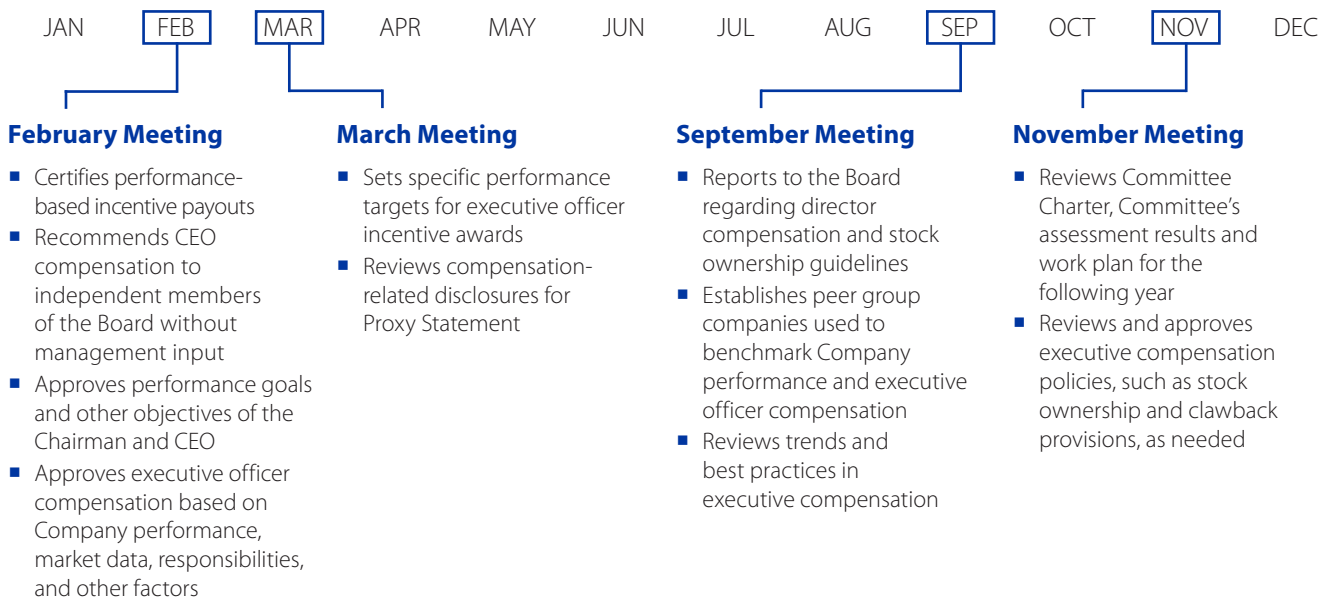 JAN FEB MAR APR MAY JUN JUL AUG SEP OCT NOV DEC
February Meeting
■ Certifies performance-
based incentive payouts
■ Recommends CEO
compensation to
independent members
of the Board without
management input
■ Approves performance goals
and other objectives of the
Chairman and CEO
■ Approves executive officer
compensation based on
Company performance,
market data, responsibilities,
and other factors
March Meeting
■ Sets specific performance
targets for executive officer
incentive awards
■ Reviews compensation-
related disclosures for
Proxy Statement
September Meeting
■ Reports to the Board
regarding director
compensation and stock
ownership guidelines
■ Establishes peer group
companies used to
benchmark Company
performance and executive
officer compensation
■ Reviews trends and
best practices in
executive compensation
November Meeting
■ Reviews Committee
Charter, Committee's
assessment results and
work plan for the
following year
■ Reviews and approves
executive compensation
policies, such as stock
ownership and clawback
provisions, as needed